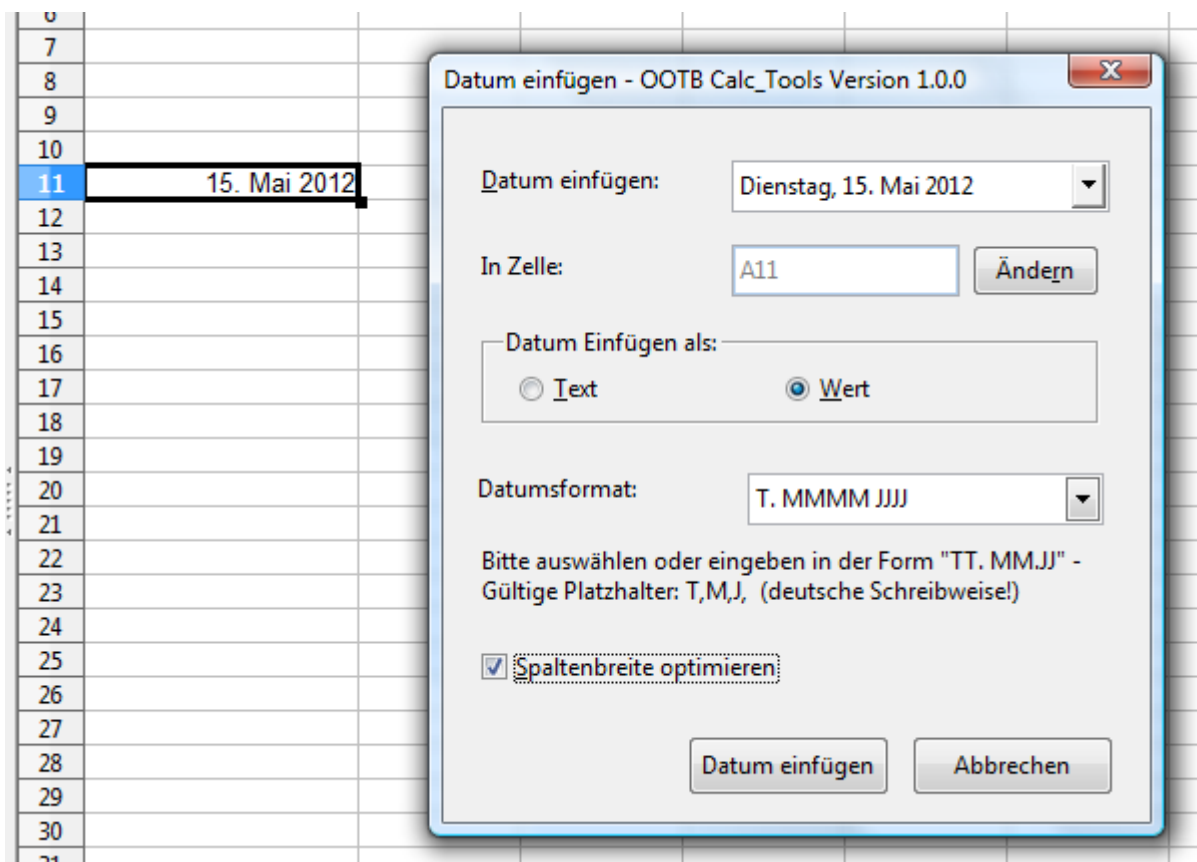 6
7
8
9
10
11
15. Mai 2012
12
13
14
15
16
17
18
19
20
21
22
23
24
25
26
27
28
29
30
31
Datum einfügen - OOTB Calc_Tools Version 1.0.0
Datum einfügen: Dienstag, 15. Mai 2012
In Zelle: A11 Ändern
Datum Einfügen als:
Text Wert
Datumsformat: T. MMMM JJJJ
Bitte auswählen oder eingeben in der Form "TT. MM.JJ" -
Gültige Platzhalter: T,M,J, (deutsche Schreibweise!)
Spaltenbreite optimieren
Datum einfügen Abbrechen